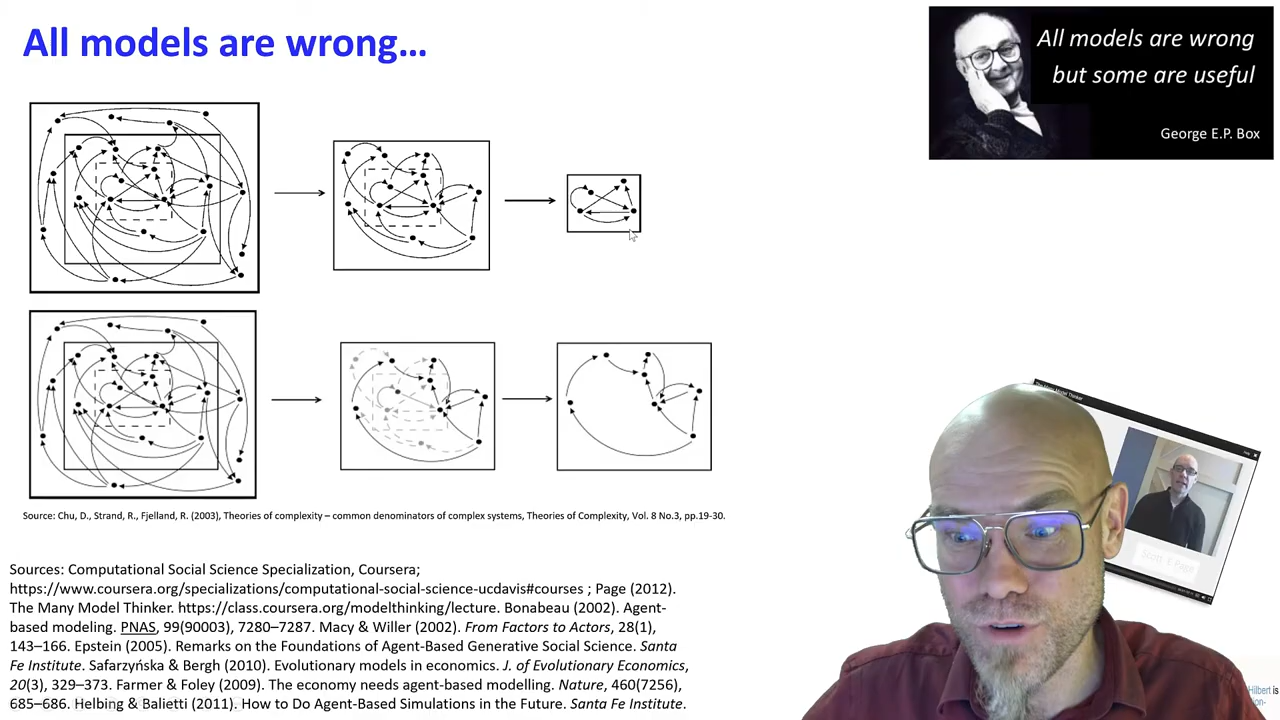 All models are wrong…
All models are wrong
but some are useful
George E.P. Box
Source: Chu, D., Strand, R., Fjelland, R. (2003), Theories of complexity – common denominators of complex systems, Theories of Complexity, Vol. 8 No.3, pp.19-30.
Sources: Computational Social Science Specialization, Coursera;
https://www.coursera.org/specializations/computational-social-science-ucdavis#courses ; Page (2012).
The Many Model Thinker. https://class.coursera.org/modelthinking/lecture. Bonabeau (2002). Agent-
based modeling. PNAS, 99(90003), 7280–7287. Macy & Willer (2002). From Factors to Actors, 28(1),
143–166. Epstein (2005). Remarks on the Foundations of Agent-Based Generative Social Science. Santa
Fe Institute. Safarzyńska & Bergh (2010). Evolutionary models in economics. J. of Evolutionary Economics,
20(3), 329–373. Farmer & Foley (2009). The economy needs agent-based modelling. Nature, 460(7256),
685–686. Helbing & Balietti (2011). How to Do Agent-Based Simulations in the Future. Santa Fe Institute.
Scott E Page
Hilbert is